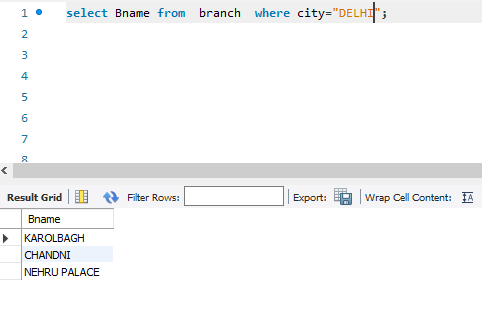 1 select Bname from  branch  where city="DELHI";
2
3
4
5
6
7
8
Result Grid Filter Rows: Export: Wrap Cell Content: IA
Bname
KAROLBAGH
CHANDNI
NEHRU PALACE